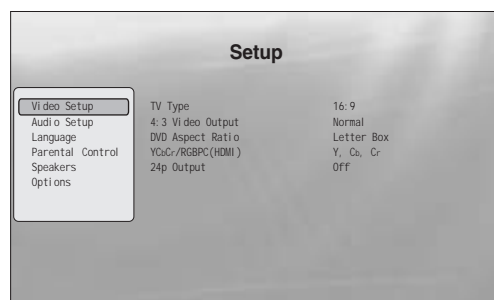 Setup
Video Setup
Audio Setup
Language
Parental Control
Speakers
Options
TV Type 16:9
4:3 Video Output Normal
DVD Aspect Ratio Letter Box
YCbCr/RGBPC(HDMI) Y, Cb, Cr
24p Output Off